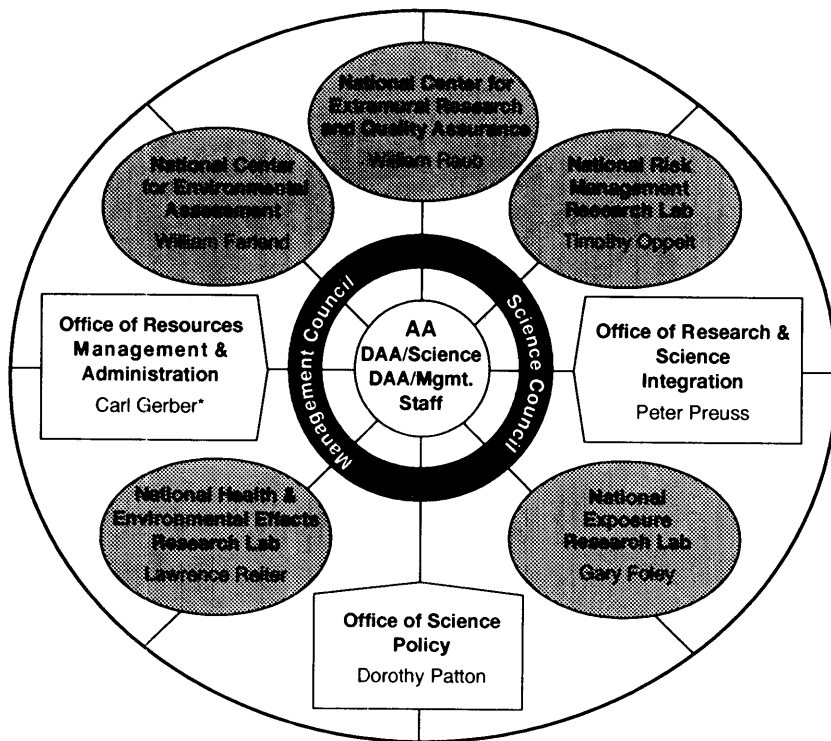 National Center for
Extramural Research
and Quality Assurance
William Raub
National Center
for Environmental
Assessment
William Farland
National Risk
Management
Research Lab
Timothy Oppelt
Management Council
Science Council
AA
DAA/Science
DAA/Mgmt.
Staff
Office of Resources
Management &
Administration
Carl Gerber*
Office of Research &
Science
Integration
Peter Preuss
National Health &
Environmental Effects
Research Lab
Lawrence Reiter
National
Exposure
Research Lab
Gary Foley
Office of Science
Policy
Dorothy Patton